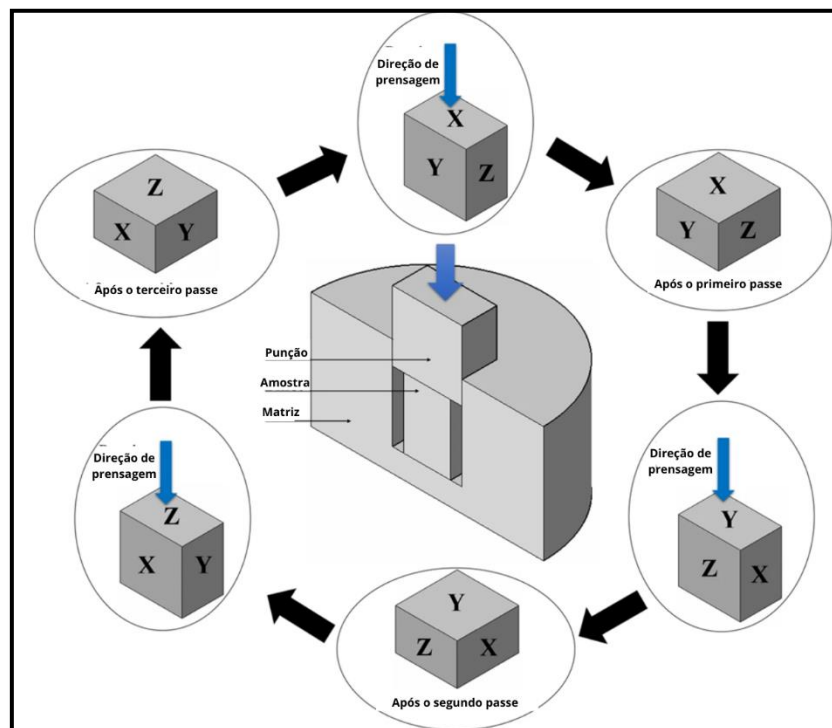 Direção de
prensagem
X
Y Z
Z
X Y
Após o terceiro passe
X
Y Z
Após o primeiro passe
Punção
Amostra
Matriz
Direção de
prensagem
Z
X Y
Direção de
prensagem
Y
Z X
Y
Z X
Após o segundo passe